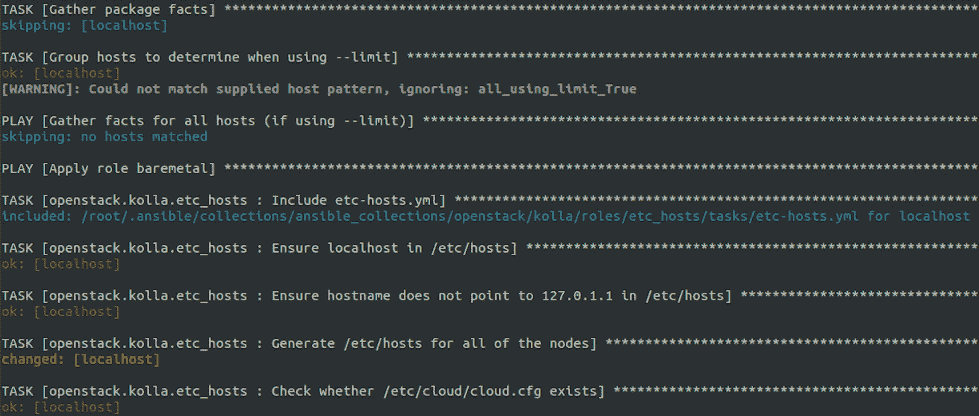 TASK [Gather package facts] **********************************************************************************************
skipping: [localhost]
TASK [Group hosts to determine when using --limit] ***********************************************************************
ok: [localhost]
[WARNING]: Could not match supplied host pattern, ignoring: all_using_limit_True
PLAY [Gather facts for all hosts (if using --limit)] *********************************************************************
skipping: no hosts matched
PLAY [Apply role baremetal] **********************************************************************************************
TASK [openstack.kolla.etc_hosts : Include etc-hosts.yml] *****************************************************************
included: /root/.ansible/collections/ansible_collections/openstack/kolla/roles/etc_hosts/tasks/etc-hosts.yml for localhost
TASK [openstack.kolla.etc_hosts : Ensure localhost in /etc/hosts] ********************************************************
ok: [localhost]
TASK [openstack.kolla.etc_hosts : Ensure hostname does not point to 127.0.1.1 in /etc/hosts] *****************************
ok: [localhost]
TASK [openstack.kolla.etc_hosts : Generate /etc/hosts for all of the nodes] **********************************************
changed: [localhost]
TASK [openstack.kolla.etc_hosts : Check whether /etc/cloud/cloud.cfg exists] *********************************************
ok: [localhost]